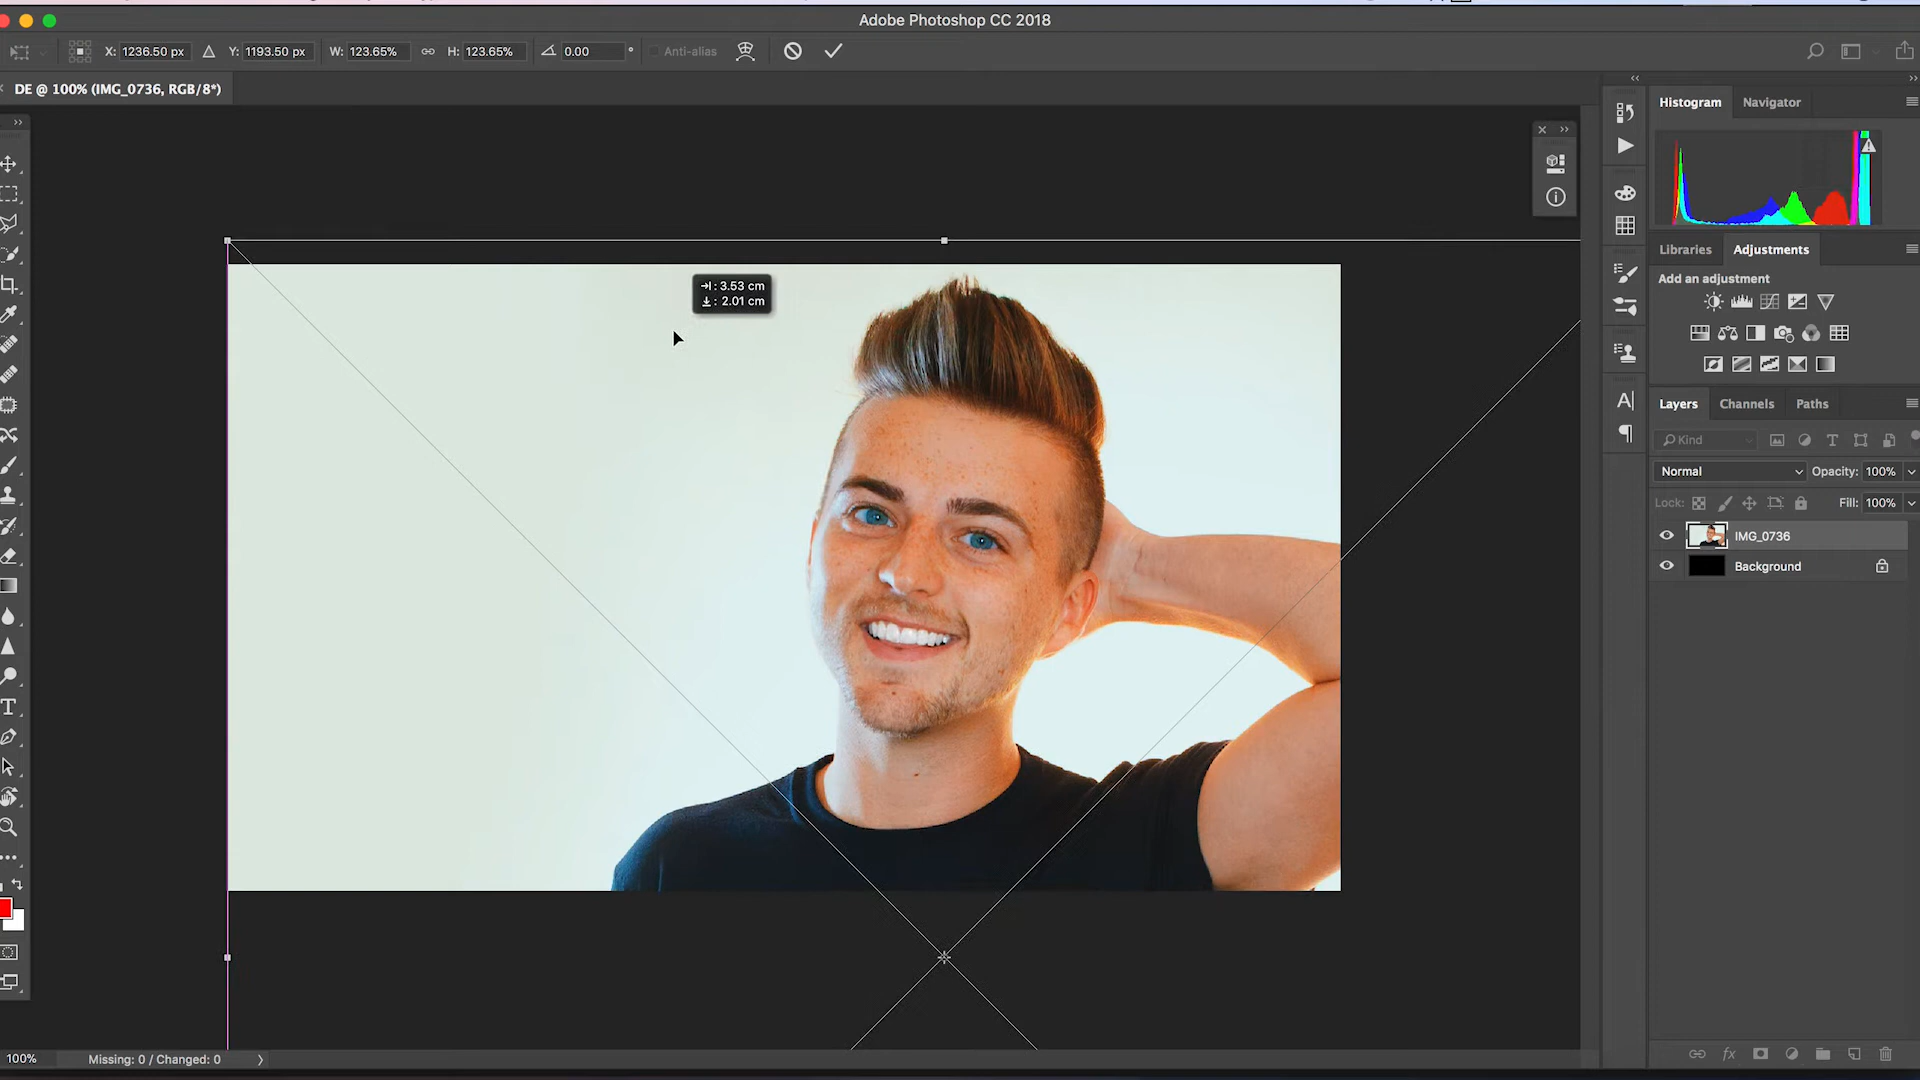 Adobe Photoshop CC 2018
X: 1236.50 px Y: 1193.50 px W: 123.65% H: 123.65% 0.00 ° Anti-alias
DE @ 100% (IMG_0736, RGB/8*)
Histogram Navigator
Libraries Adjustments
Add an adjustment
: 3.53 cm
: 2.01 cm
Layers Channels Paths
Kind
Normal Opacity: 100%
Lock: Fill: 100%
IMG_0736
Background
100% Missing: 0 / Changed: 0